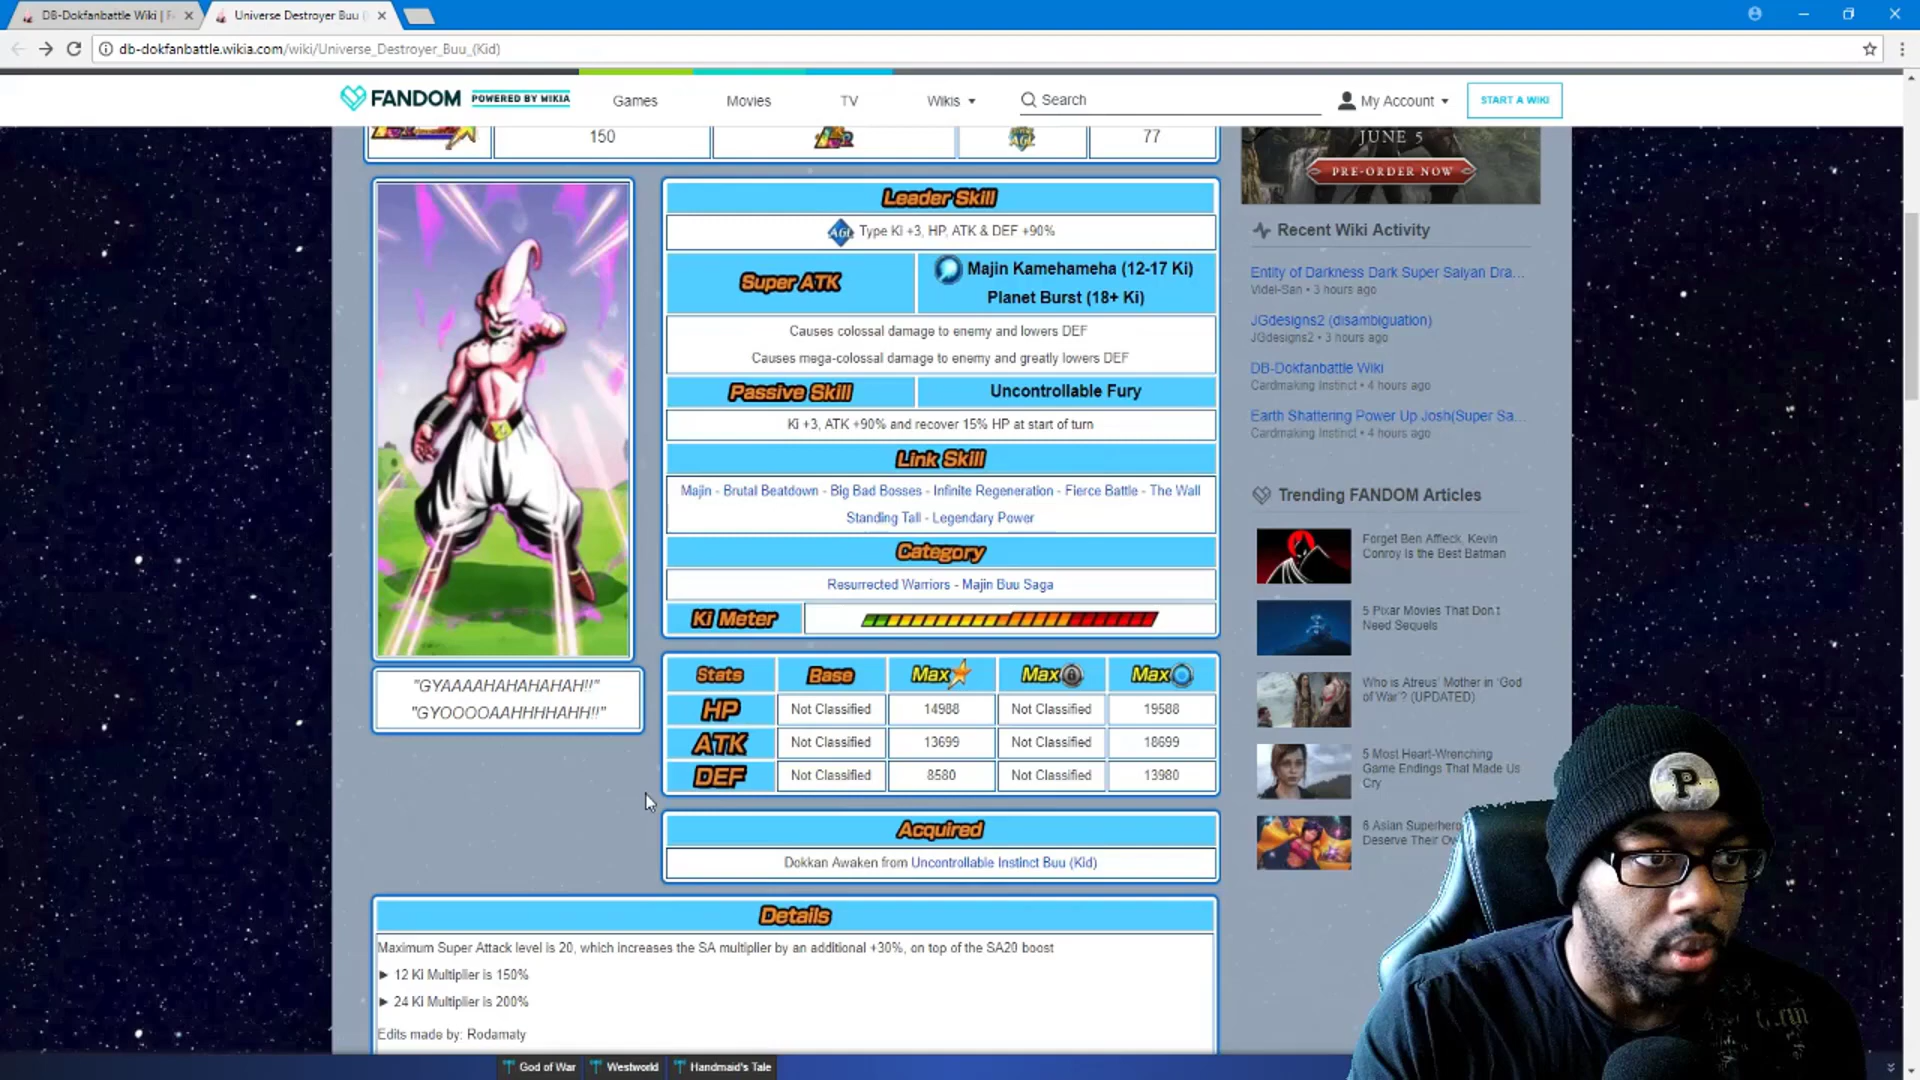 DB-Dokfanbattle Wiki | F
Universe Destroyer Buu (
db-dokfanbattle.wikia.com/wiki/Universe_Destroyer_Buu_(Kid)
FANDOM POWERED BY WIKIA
Games
Movies
TV
Wikis
Search
My Account
START A WIKI
150
LR
AGL
77
JUNE 5
PRE-ORDER NOW
Leader Skill
AGL Type Ki +3, HP, ATK & DEF +90%
Super ATK
Majin Kamehameha (12-17 Ki)
Planet Burst (18+ Ki)
Causes colossal damage to enemy and lowers DEF
Causes mega-colossal damage to enemy and greatly lowers DEF
Passive Skill
Uncontrollable Fury
Ki +3, ATK +90% and recover 15% HP at start of turn
Link Skill
Majin - Brutal Beatdown - Big Bad Bosses - Infinite Regeneration - Fierce Battle - The Wall
Standing Tall - Legendary Power
Category
Resurrected Warriors - Majin Buu Saga
Ki Meter
"GYAAAAHAHAHAHAH!!"
"GYOOOOAAHHHHAHH!!"
Stats Base Max Max Max
HP Not Classified 14988 Not Classified 19588
ATK Not Classified 13699 Not Classified 18699
DEF Not Classified 8580 Not Classified 13980
Acquired
Dokkan Awaken from Uncontrollable Instinct Buu (Kid)
Details
Maximum Super Attack level is 20, which increases the SA multiplier by an additional +30%, on top of the SA20 boost
► 12 Ki Multiplier is 150%
► 24 Ki Multiplier is 200%
Edits made by: Rodamaty
Recent Wiki Activity
Entity of Darkness Dark Super Saiyan Dra...
Videl-San • 3 hours ago
JGdesigns2 (disambiguation)
JGdesigns2 • 3 hours ago
DB-Dokfanbattle Wiki
Cardmaking Instinct • 4 hours ago
Earth Shattering Power Up Josh(Super Sa...
Cardmaking Instinct • 4 hours ago
Trending FANDOM Articles
Forget Ben Affleck, Kevin
Conroy Is the Best Batman
5 Pixar Movies That Don't
Need Sequels
Who is Atreus' Mother in 'God
of War'? (UPDATED)
5 Most Heart-Wrenching
Game Endings That Made Us
Cry
6 Asian Superhero
Deserve Their Ow
P
God of War
Westworld
Handmaid's Tale